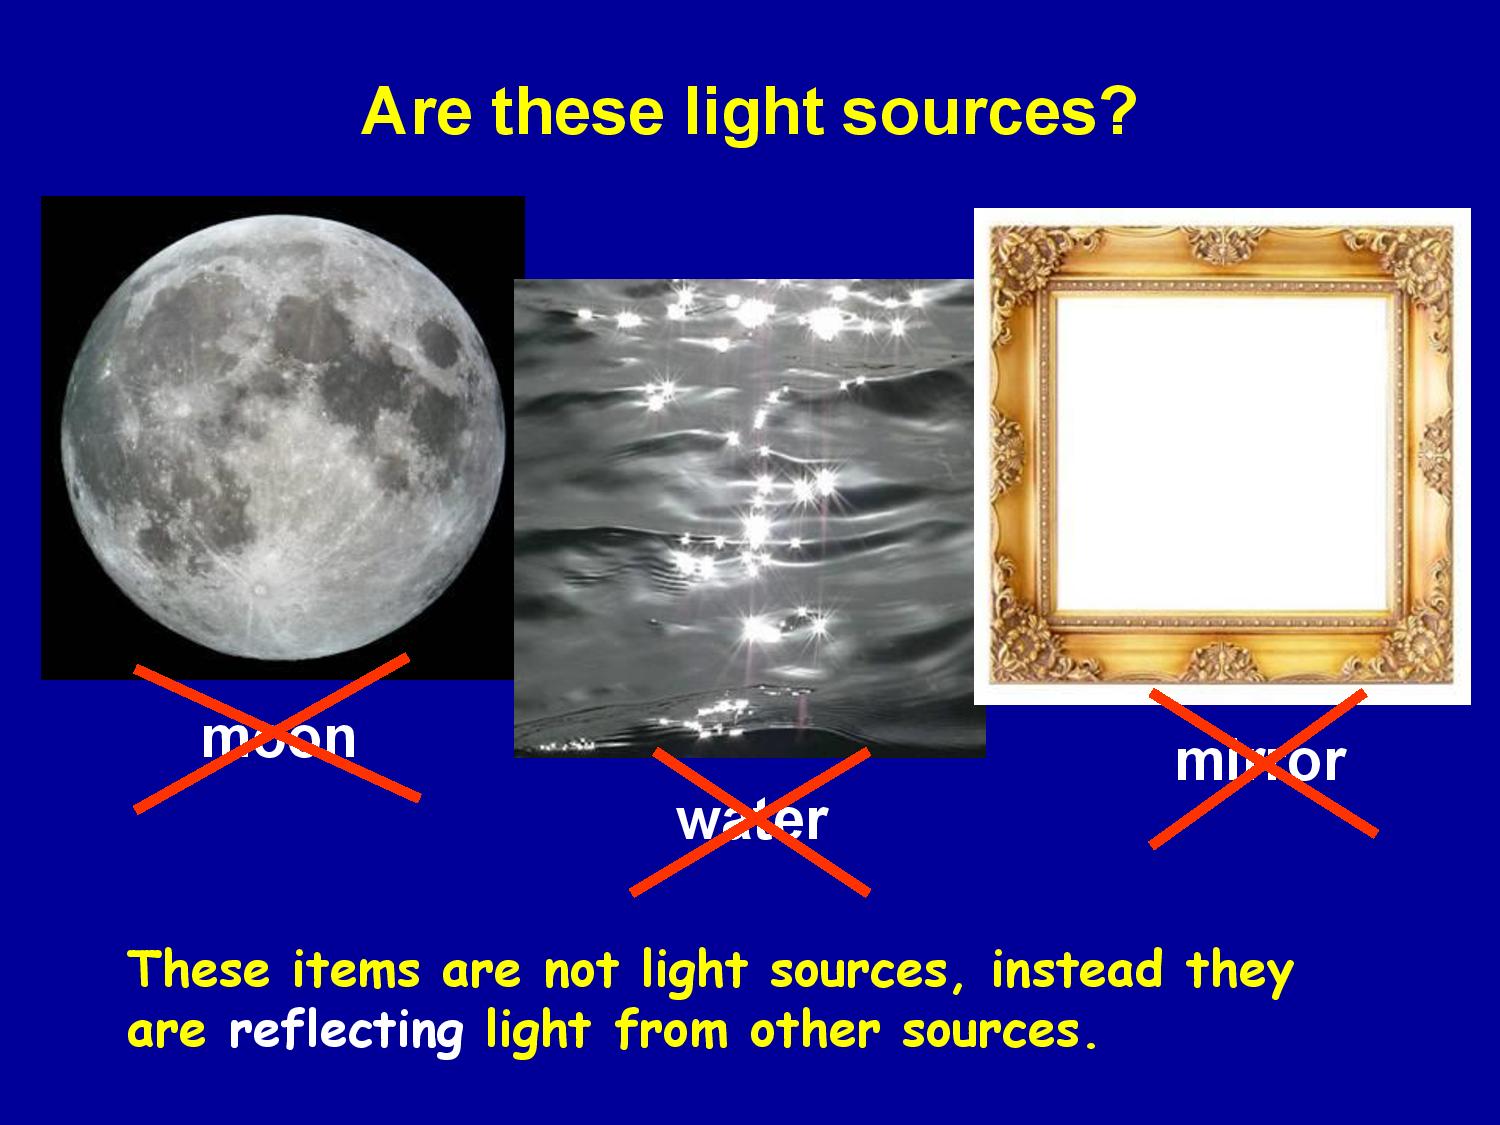 Are these light sources?
moon
water
mirror
These items are not light sources, instead they
are reflecting light from other sources.